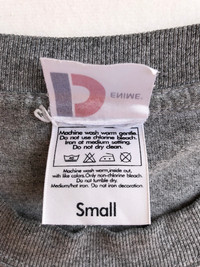 ENIME.
Machine wash warm gentle.
Do not use chlorine bleach.
Iron at medium setting.
Do not dry clean.
Machine wash warm,inside out,
with like colors.Only non-chlorine bleach.
Do not tumble dry.
Medium/hot iron. Do not iron decoration.
Small